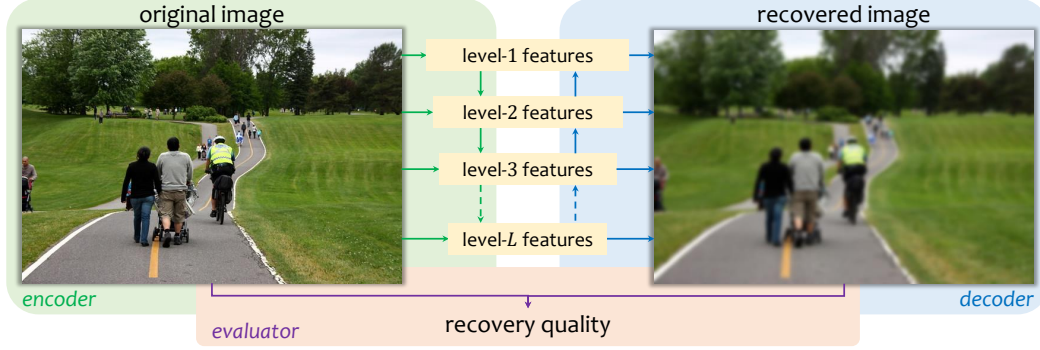 original image
recovered image
level-1 features
level-2 features
level-3 features
level-L features
encoder
decoder
evaluator
recovery quality